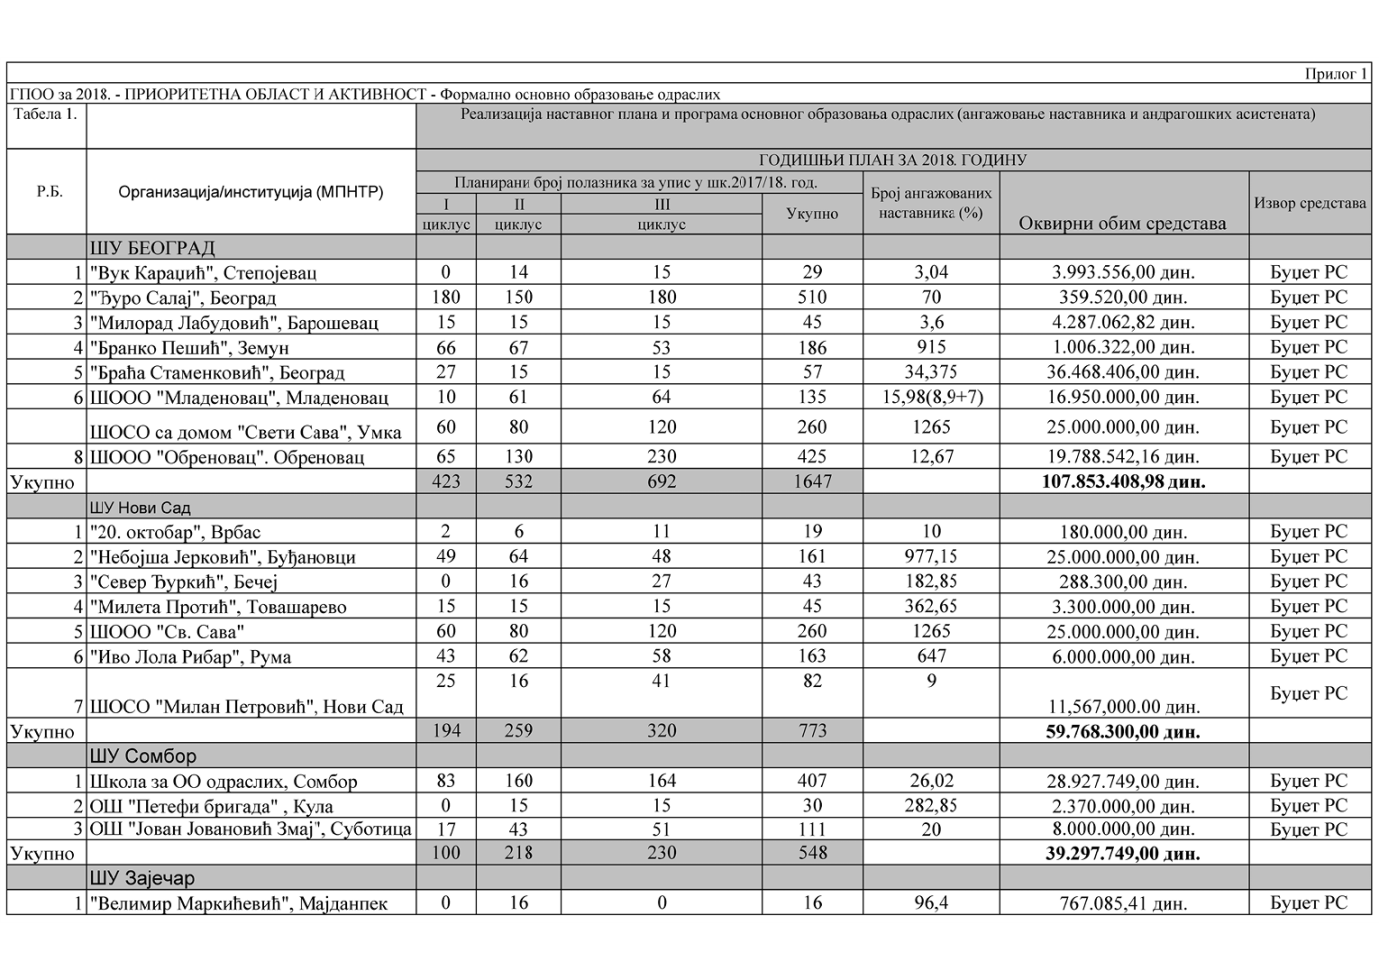 Прилог 1
ГПОО за 2018. - ПРИОРИТЕТНА ОБЛАСТ И АКТИВНОСТ - Формално основно образовање одраслих
Табела 1. Реализација наставног плана и програма основног образовања одраслих (ангажовање наставника и андрагошких асистената)
ГОДИШЊИ ПЛАН ЗА 2018. ГОДИНУ
Р.Б. Организација/институција (МПНТР) Планирани број полазника за упис у шк.2017/18. год. Број ангажованих наставника (%) Оквирни обим средстава Извор средстава
I II III Укупно
циклус циклус циклус
ШУ БЕОГРАД
1 "Вук Караџић", Степојевац 0 14 15 29 3,04 3.993.556,00 дин. Буџет РС
2 "Ђуро Салај", Београд 180 150 180 510 70 359.520,00 дин. Буџет РС
3 "Милорад Лабудовић", Барошевац 15 15 15 45 3,6 4.287.062,82 дин. Буџет РС
4 "Бранко Пешић", Земун 66 67 53 186 915 1.006.322,00 дин. Буџет РС
5 "Браћа Стаменковић", Београд 27 15 15 57 34,375 36.468.406,00 дин. Буџет РС
6 ШООО "Младеновац", Младеновац 10 61 64 135 15,98(8,9+7) 16.950.000,00 дин. Буџет РС
ШОСО са домом "Свети Сава", Умка 60 80 120 260 1265 25.000.000,00 дин. Буџет РС
8 ШООО "Обреновац". Обреновац 65 130 230 425 12,67 19.788.542,16 дин. Буџет РС
Укупно 423 532 692 1647 107.853.408,98 дин.
ШУ Нови Сад
1 "20. октобар", Врбас 2 6 11 19 10 180.000,00 дин. Буџет РС
2 "Небојша Јерковић", Буђановци 49 64 48 161 977,15 25.000.000,00 дин. Буџет РС
3 "Север Ђуркић", Бечеј 0 16 27 43 182,85 288.300,00 дин. Буџет РС
4 "Милета Протић", Товашарево 15 15 15 45 362,65 3.300.000,00 дин. Буџет РС
5 ШООО "Св. Сава" 60 80 120 260 1265 25.000.000,00 дин. Буџет РС
6 "Иво Лола Рибар", Рума 43 62 58 163 647 6.000.000,00 дин. Буџет РС
7 ШОСО "Милан Петровић", Нови Сад 25 16 41 82 9 11,567,000.00 дин. Буџет РС
Укупно 194 259 320 773 59.768.300,00 дин.
ШУ Сомбор
1 Школа за ОО одраслих, Сомбор 83 160 164 407 26,02 28.927.749,00 дин. Буџет РС
2 ОШ "Петефи бригада" , Кула 0 15 15 30 282,85 2.370.000,00 дин. Буџет РС
3 ОШ "Јован Јовановић Змај", Суботица 17 43 51 111 20 8.000.000,00 дин. Буџет РС
Укупно 100 218 230 548 39.297.749,00 дин.
ШУ Зајечар
1 "Велимир Маркићевић", Мајданпек 0 16 0 16 96,4 767.085,41 дин. Буџет РС